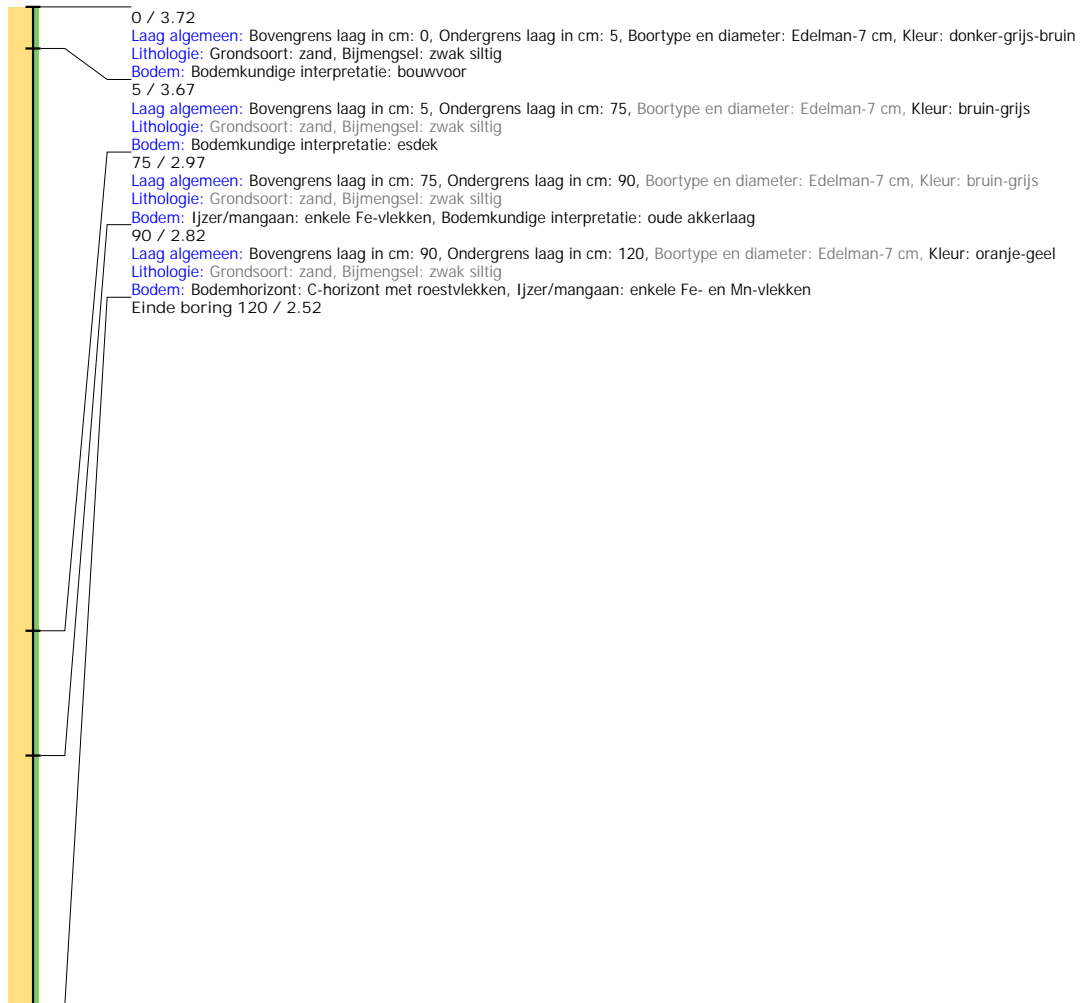 0 / 3.72
Laag algemeen: Bovengrens laag in cm: 0, Ondergrens laag in cm: 5, Boortype en diameter: Edelman-7 cm, Kleur: donker-grijs-bruin
Lithologie: Grondsoort: zand, Bijmengsel: zwak siltig
Bodem: Bodemkundige interpretatie: bouwvoor
5 / 3.67
Laag algemeen: Bovengrens laag in cm: 5, Ondergrens laag in cm: 75, Boortype en diameter: Edelman-7 cm, Kleur: bruin-grijs
Lithologie: Grondsoort: zand, Bijmengsel: zwak siltig
Bodem: Bodemkundige interpretatie: esdek
75 / 2.97
Laag algemeen: Bovengrens laag in cm: 75, Ondergrens laag in cm: 90, Boortype en diameter: Edelman-7 cm, Kleur: bruin-grijs
Lithologie: Grondsoort: zand, Bijmengsel: zwak siltig
Bodem: Ijzer/mangaan: enkele Fe-vlekken, Bodemkundige interpretatie: oude akkerlaag
90 / 2.82
Laag algemeen: Bovengrens laag in cm: 90, Ondergrens laag in cm: 120, Boortype en diameter: Edelman-7 cm, Kleur: oranje-geel
Lithologie: Grondsoort: zand, Bijmengsel: zwak siltig
Bodem: Bodemhorizont: C-horizont met roestvlekken, Ijzer/mangaan: enkele Fe- en Mn-vlekken
Einde boring 120 / 2.52